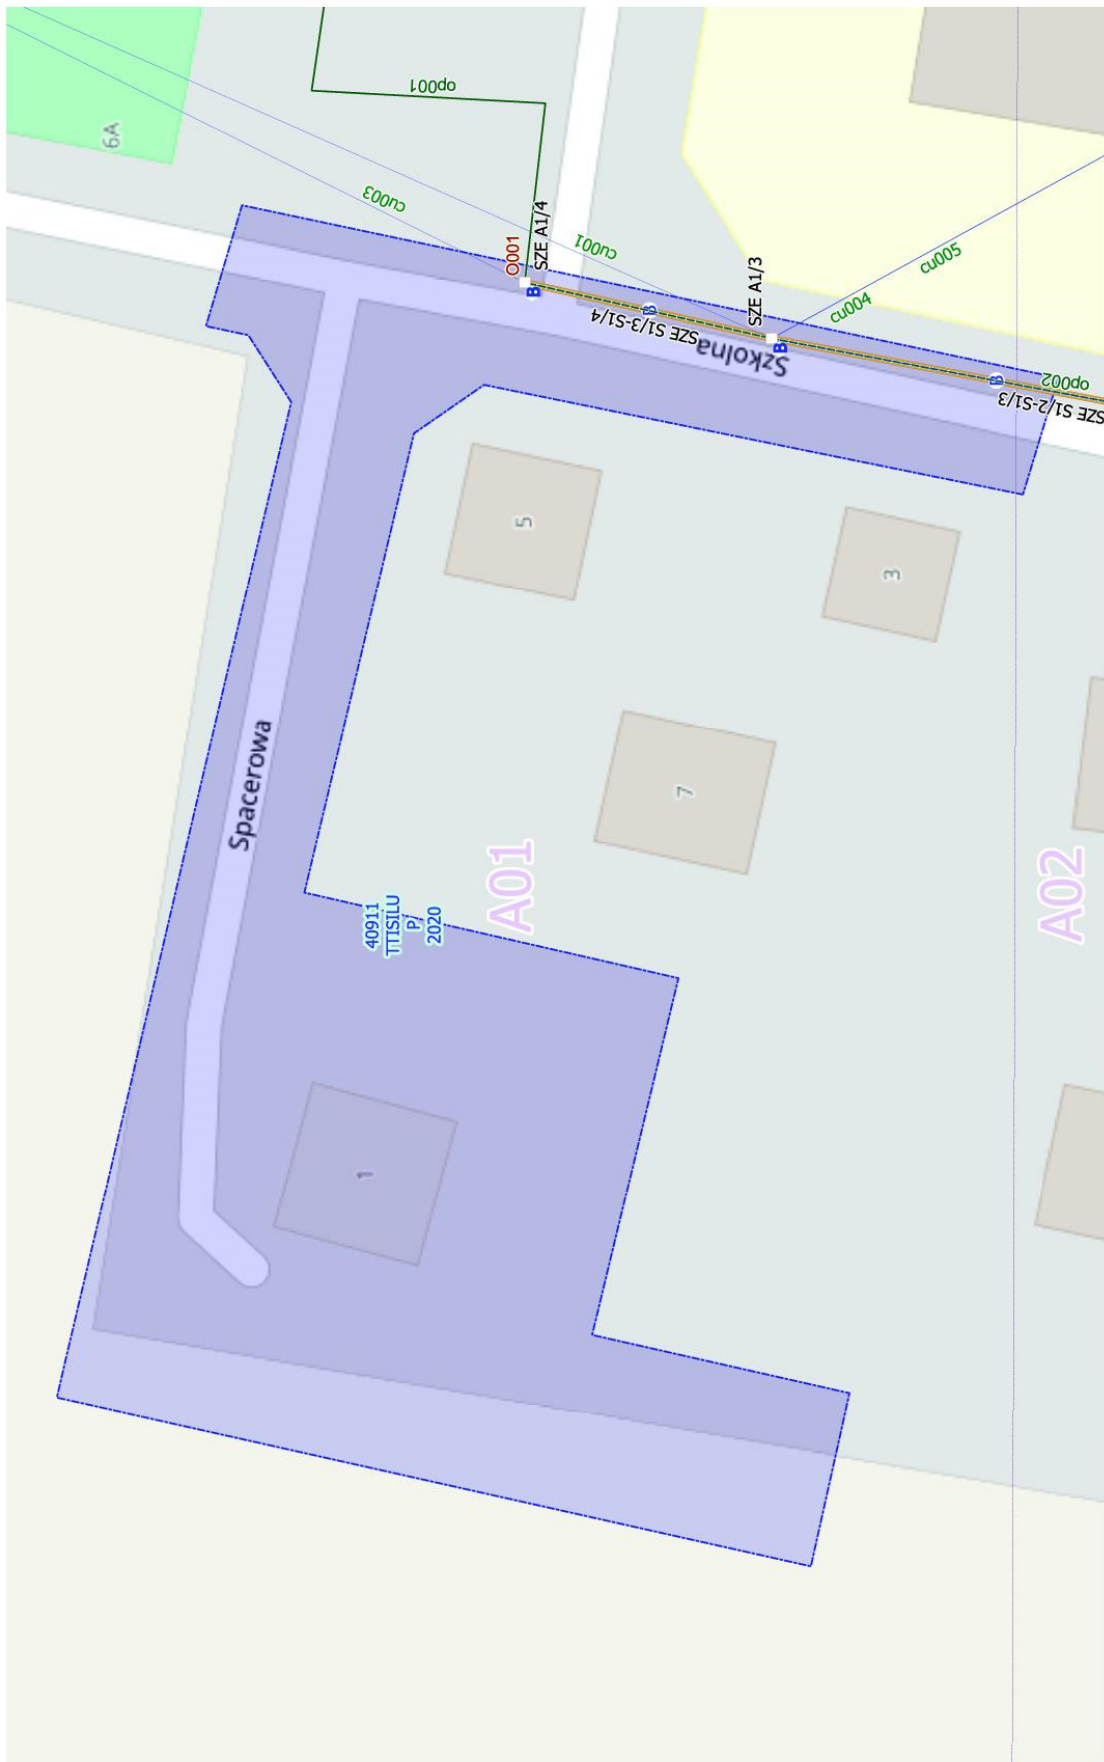 op001
6A
cu003
O001
SZE A1/4
cu001
B
SZE S1/3-S1/4
B
SZE A1/3
cu004
cu005
Szkolna
B
B
op002
SZE S1/2-S1/3
5
3
7
Spacerowa
A01
A02
40911
TTISILU
P/
2020
1